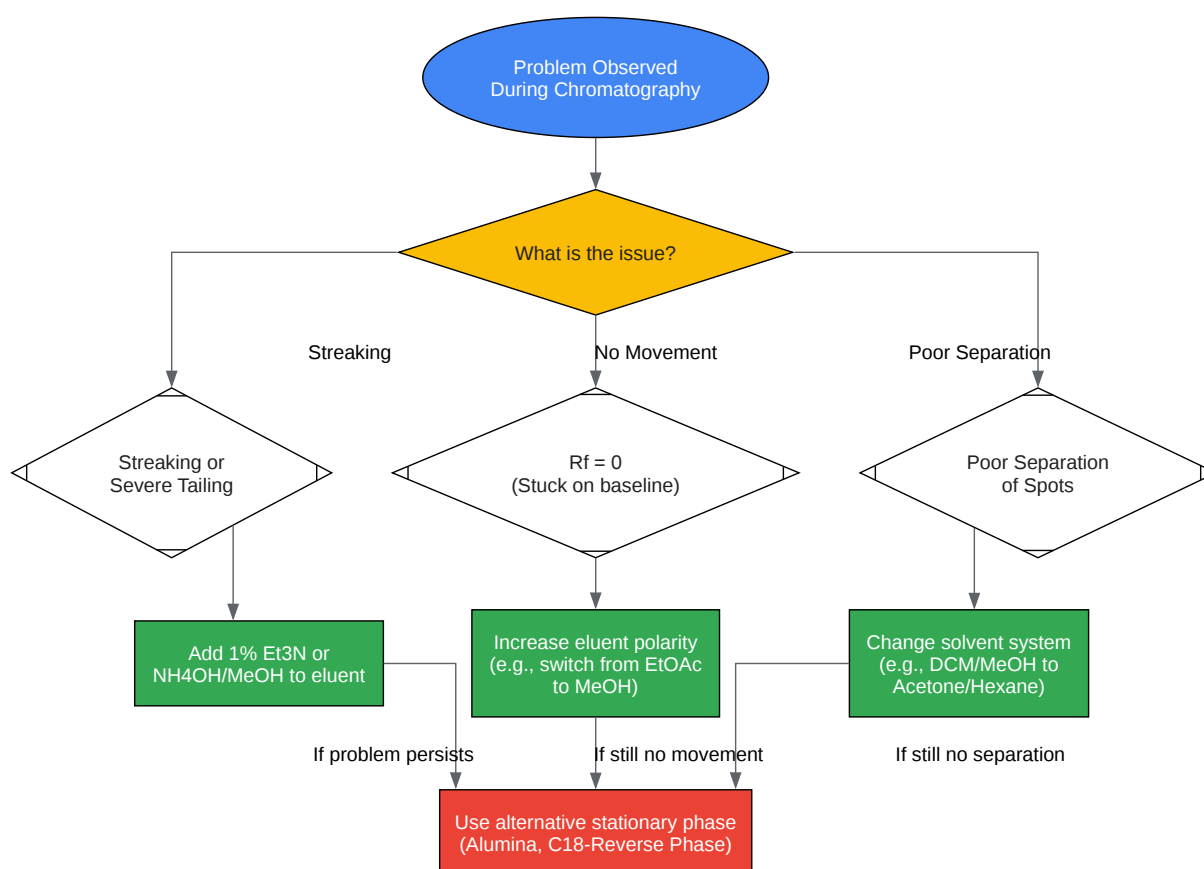 Problem Observed
During Chromatography
What is the issue?
Streaking
No Movement
Poor Separation
Streaking or
Severe Tailing
Rf = 0
(Stuck on baseline)
Poor Separation
of Spots
Add 1% Et3N or
NH4OH/MeOH to eluent
Increase eluent polarity
(e.g., switch from EtOAc
to MeOH)
Change solvent system
(e.g., DCM/MeOH to
Acetone/Hexane)
If problem persists
If still no movement
If still no separation
Use alternative stationary phase
(Alumina, C18-Reverse Phase)